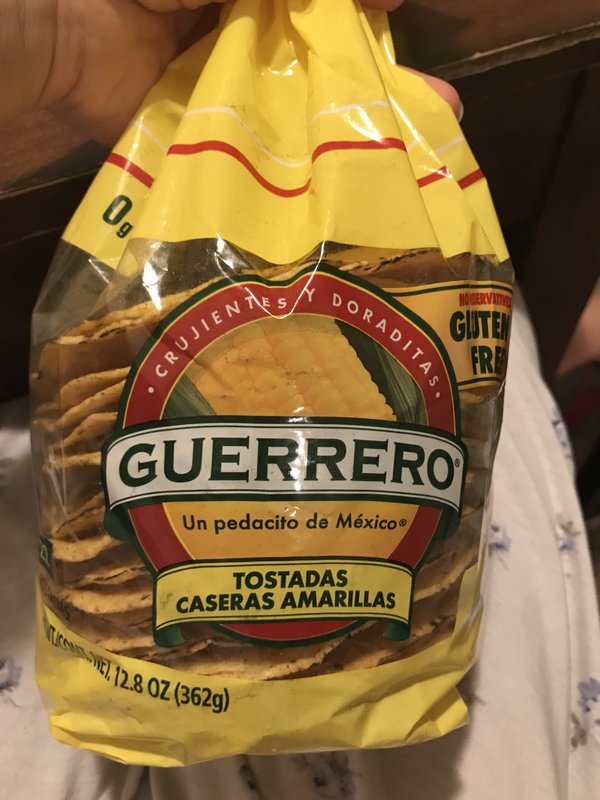 0g
CRUJIENTES Y DORADITAS
NO PRESERVATIVES
GLUTEN
FREE
GUERRERO®
Un pedacito de México®
TOSTADAS
CASERAS AMARILLAS
NET 12.8 OZ (362g)